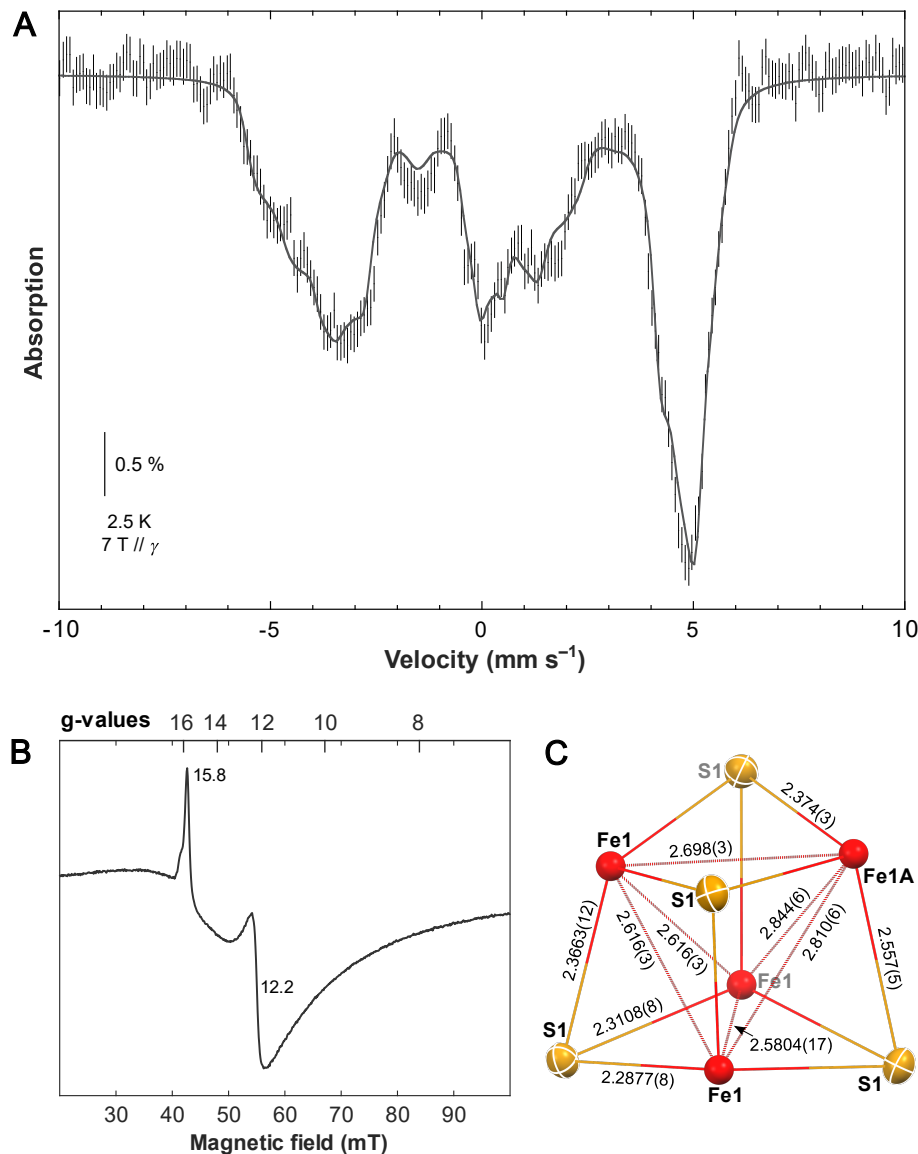 A
Absorption
0.5 %
2.5 K
7 T // γ
-10 -5 0 5 10
Velocity (mm s⁻¹)
B
g-values 16 14 12 10 8
15.8
12.2
30 40 50 60 70 80 90
Magnetic field (mT)
C
S1
2.374(3)
Fe1
2.698(3)
Fe1A
S1
2.3663(12)
2.616(3)
2.616(3)
2.844(6)
2.810(6)
2.557(5)
Fe1
2.3108(8)
S1
2.5804(17)
2.2877(8)
Fe1
S1